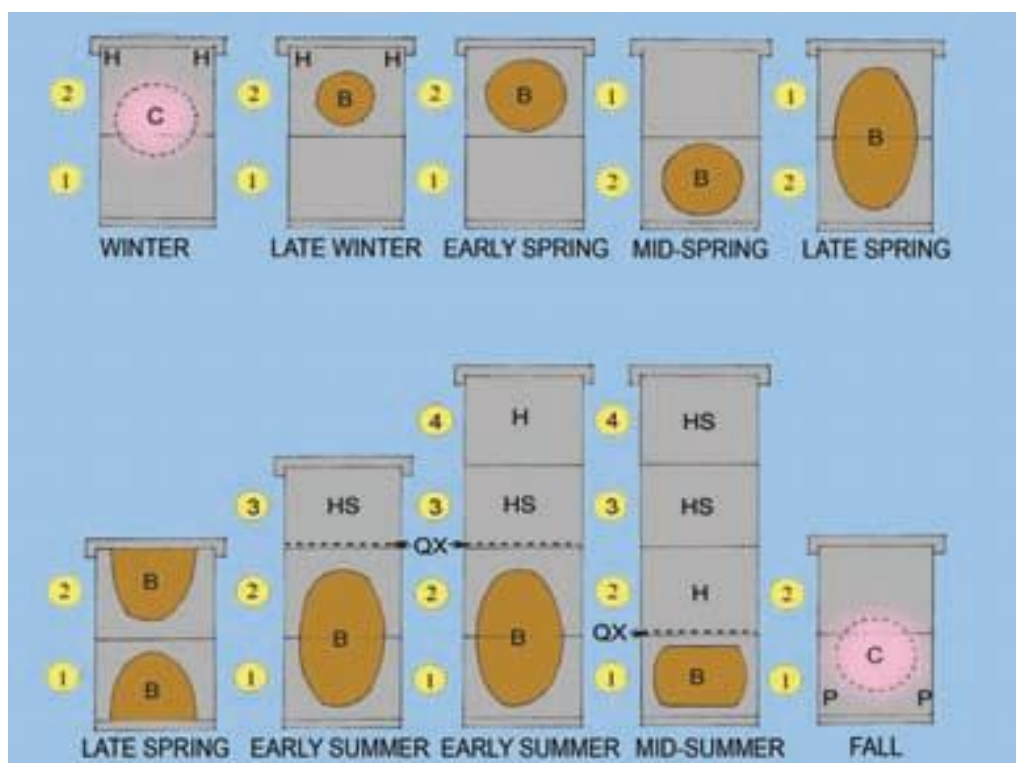 H H
2
C
1
WINTER
H H
2
B
1
LATE WINTER
2
B
1
EARLY SPRING
1
2
B
MID-SPRING
1
B
2
LATE SPRING
2
B
1
B
LATE SPRING
3
HS
QX
2
B
1
EARLY SUMMER
4
H
3
HS
2
B
1
EARLY SUMMER
4
HS
3
HS
2
H
QX
1
B
MID-SUMMER
2
C
1
P P
FALL